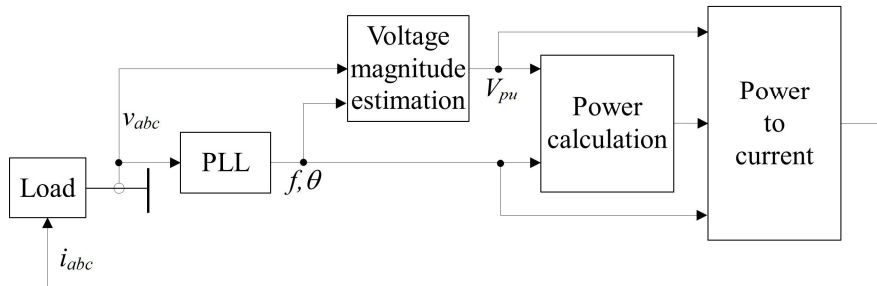 Voltage
magnitude
estimation
V_pu
v_abc
Power
calculation
Power
to
current
PLL
Load
f,θ
i_abc